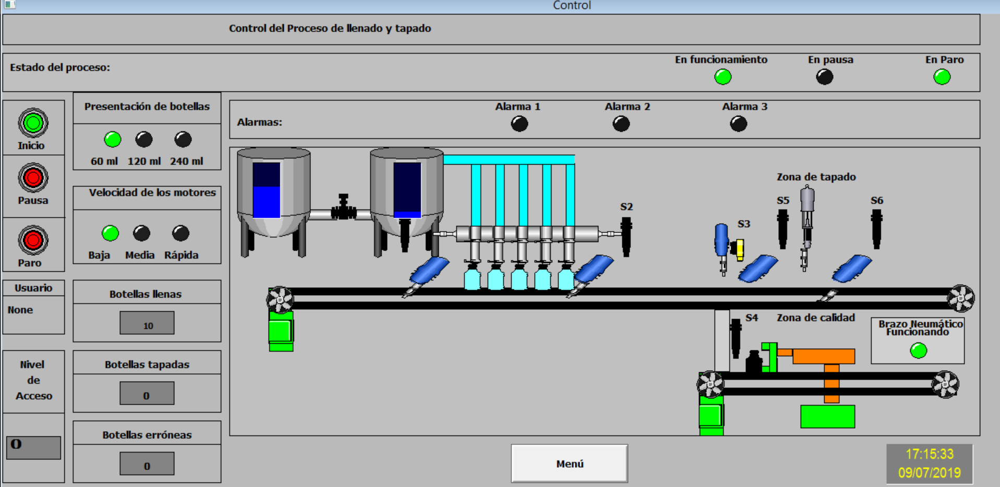 Control
Control del Proceso de llenado y tapado
Estado del proceso:
En funcionamiento
En pausa
En Paro
Inicio
Pausa
Paro
Presentación de botellas
60 ml 120 ml 240 ml
Velocidad de los motores
Baja Media Rápida
Alarmas:
Alarma 1
Alarma 2
Alarma 3
S2
S3
S5
Zona de tapado
S6
S4
Zona de calidad
Brazo Neumático
Funcionando
Usuario
None
Nivel
de
Acceso
0
Botellas llenas
10
Botellas tapadas
0
Botellas erróneas
0
Menú
17:15:33
09/07/2019